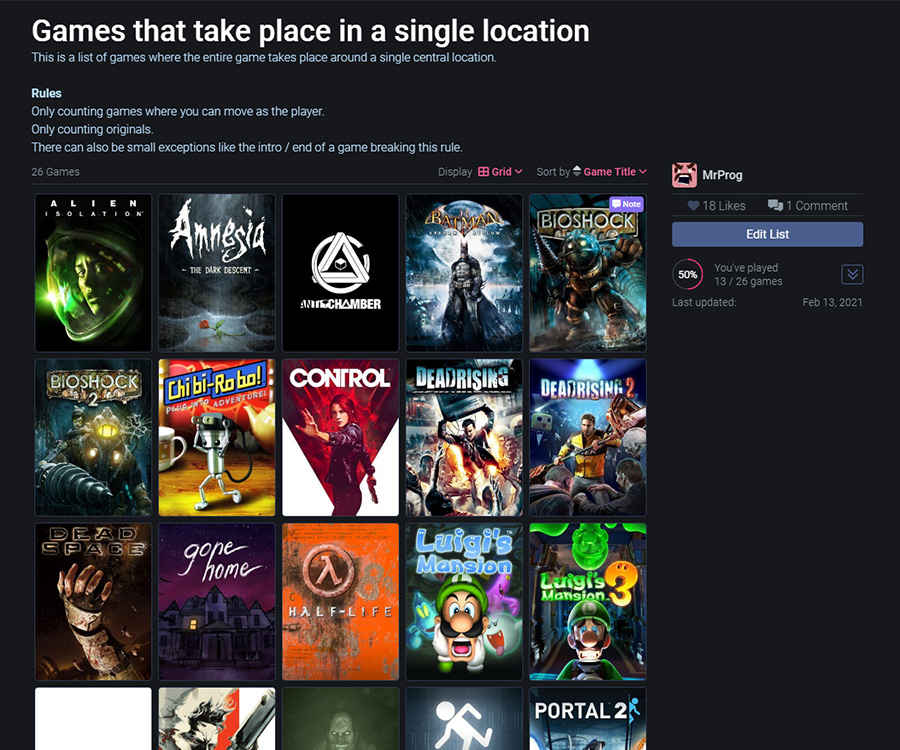 Games that take place in a single location
This is a list of games where the entire game takes place around a single central location.
Rules
Only counting games where you can move as the player.
Only counting originals.
There can also be small exceptions like the intro / end of a game breaking this rule.
26 Games
Display Grid
Sort by Game Title
MrProg
18 Likes
1 Comment
Edit List
50%
You've played
13 / 26 games
Last updated:
Feb 13, 2021
ALIEN
ISOLATION
Amnesia
THE DARK DESCENT
ANTICHAMBER
BATMAN
ARKHAM ASYLUM
Note
BIOSHOCK
BIOSHOCK
2
Chibi-Robo!
PLUG INTO ADVENTURE!
CONTROL
DEADRISING
DEADRISING 2
DEAD
SPACE
gone
home
HALF-LIFE
Luigi's
Mansion
Luigi's
Mansion 3
PORTAL 2